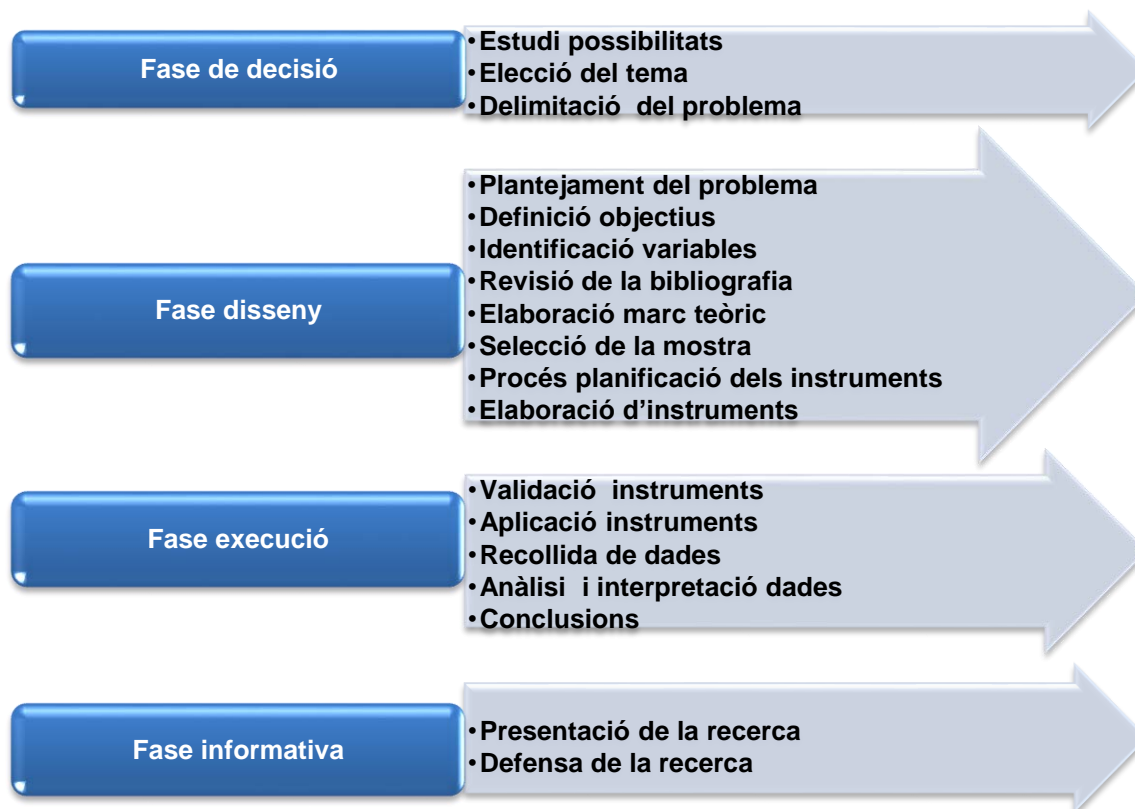 Fase de decisió
•Estudi possibilitats
•Elecció del tema
•Delimitació  del problema
Fase disseny
•Plantejament del problema
•Definició objectius
•Identificació variables
•Revisió de la bibliografia
•Elaboració marc teòric
•Selecció de la mostra
•Procés planificació dels instruments
•Elaboració d’instruments
Fase execució
•Validació  instruments
•Aplicació instruments
•Recollida de dades
•Anàlisi  i interpretació dades
•Conclusions
Fase informativa
•Presentació de la recerca
•Defensa de la recerca